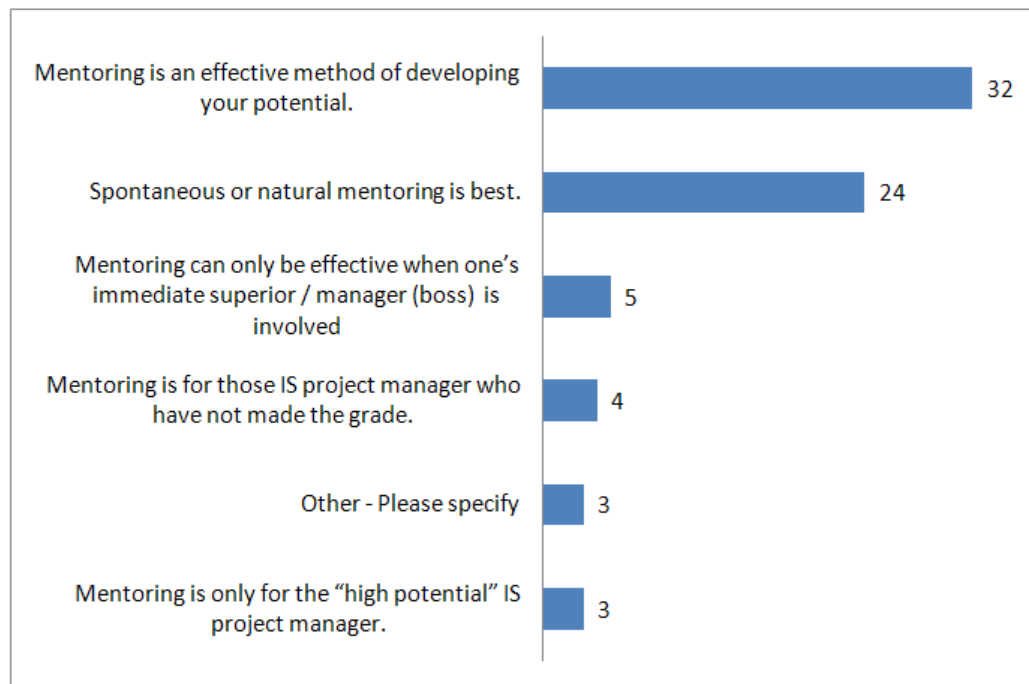 Mentoring is an effective method of developing
your potential.
32
Spontaneous or natural mentoring is best.
24
Mentoring can only be effective when one’s
immediate superior / manager (boss) is
involved
5
Mentoring is for those IS project manager who
have not made the grade.
4
Other - Please specify
3
Mentoring is only for the “high potential” IS
project manager.
3